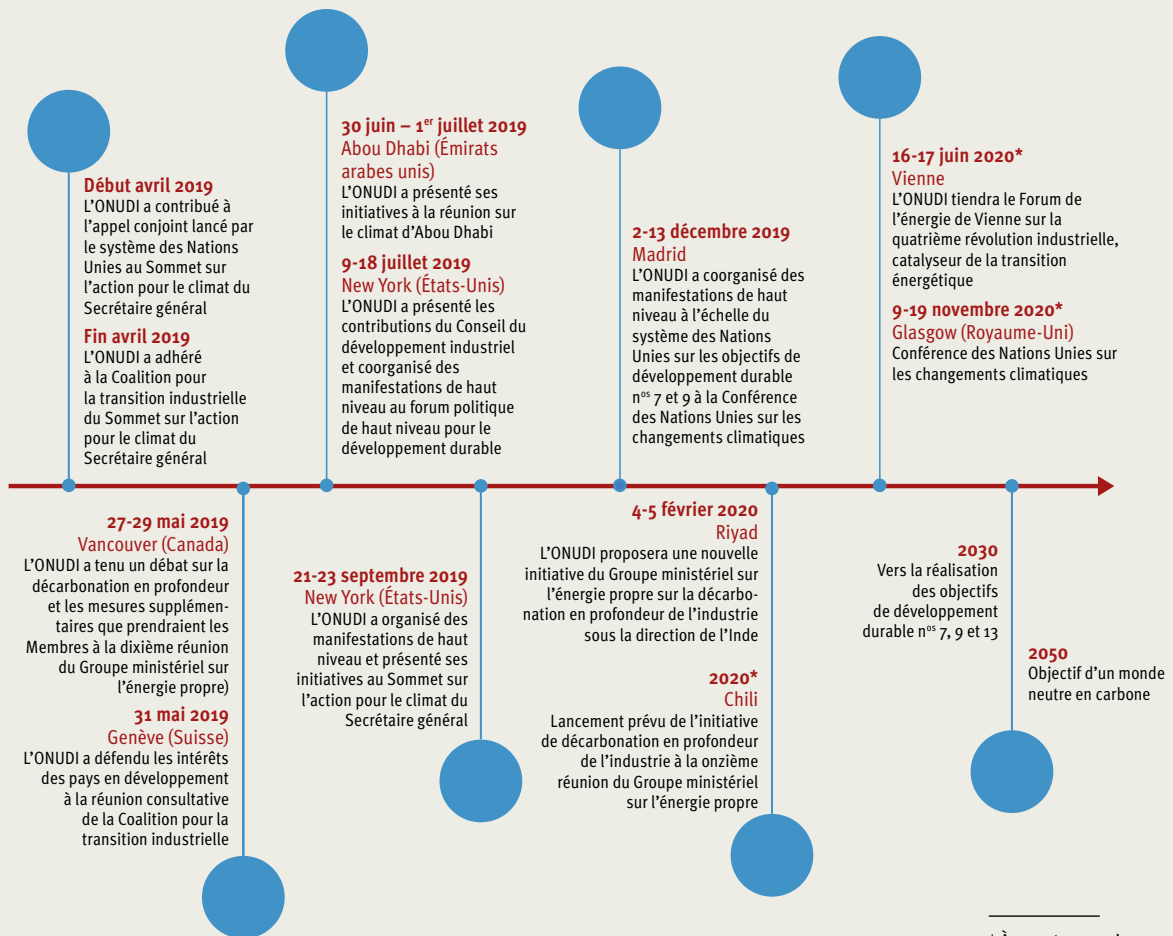 Début avril 2019
L'ONUDI a contribué à
l'appel conjoint lancé par
le système des Nations
Unies au Sommet sur
l'action pour le climat du
Secrétaire général
Fin avril 2019
L'ONUDI a adhéré
à la Coalition pour
la transition industrielle
du Sommet sur l'action
pour le climat du
Secrétaire général
27-29 mai 2019
Vancouver (Canada)
L'ONUDI a tenu un débat sur la
décarbonation en profondeur
et les mesures supplémen-
taires que prendraient les
Membres à la dixième réunion
du Groupe ministériel sur
l'énergie propre)
31 mai 2019
Genève (Suisse)
L'ONUDI a défendu les intérêts
des pays en développement
à la réunion consultative
de la Coalition pour la
transition industrielle
30 juin – 1er juillet 2019
Abou Dhabi (Émirats
arabes unis)
L'ONUDI a présenté ses
initiatives à la réunion sur
le climat d'Abou Dhabi
9-18 juillet 2019
New York (États-Unis)
L'ONUDI a présenté les
contributions du Conseil du
développement industriel
et coorganisé des
manifestations de haut
niveau au forum politique
de haut niveau pour le
développement durable
21-23 septembre 2019
New York (États-Unis)
L'ONUDI a organisé des
manifestations de haut
niveau et présenté ses
initiatives au Sommet sur
l'action pour le climat du
Secrétaire général
2-13 décembre 2019
Madrid
L'ONUDI a coorganisé des
manifestations de haut
niveau à l'échelle du
système des Nations
Unies sur les objectifs de
développement durable
nos 7 et 9 à la Conférence
des Nations Unies sur les
changements climatiques
4-5 février 2020
Riyad
L'ONUDI proposera une nouvelle
initiative du Groupe ministériel sur
l'énergie propre sur la décarbo-
nation en profondeur de l'industrie
sous la direction de l'Inde
2020*
Chili
Lancement prévu de l'initiative
de décarbonation en profondeur
de l'industrie à la onzième
réunion du Groupe ministériel
sur l'énergie propre
16-17 juin 2020*
Vienne
L'ONUDI tiendra le Forum de
l'énergie de Vienne sur la
quatrième révolution industrielle,
catalyseur de la transition
énergétique
9-19 novembre 2020*
Glasgow (Royaume-Uni)
Conférence des Nations Unies sur
les changements climatiques
2030
Vers la réalisation
des objectifs
de développement
durable nos 7, 9 et 13
2050
Objectif d'un monde
neutre en carbone